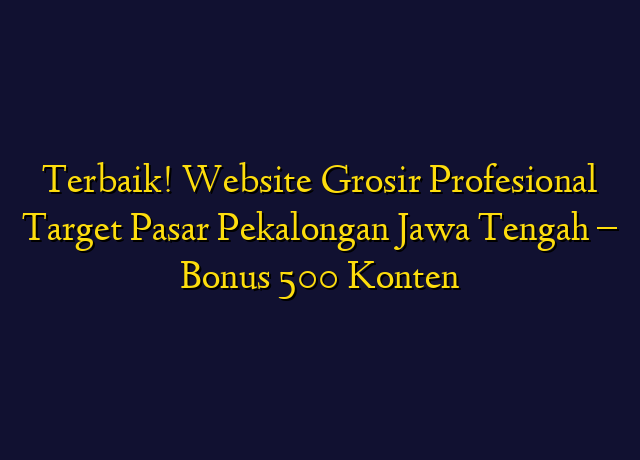 Terbaik! Website Grosir Profesional
Target Pasar Pekalongan Jawa Tengah –
Bonus 500 Konten